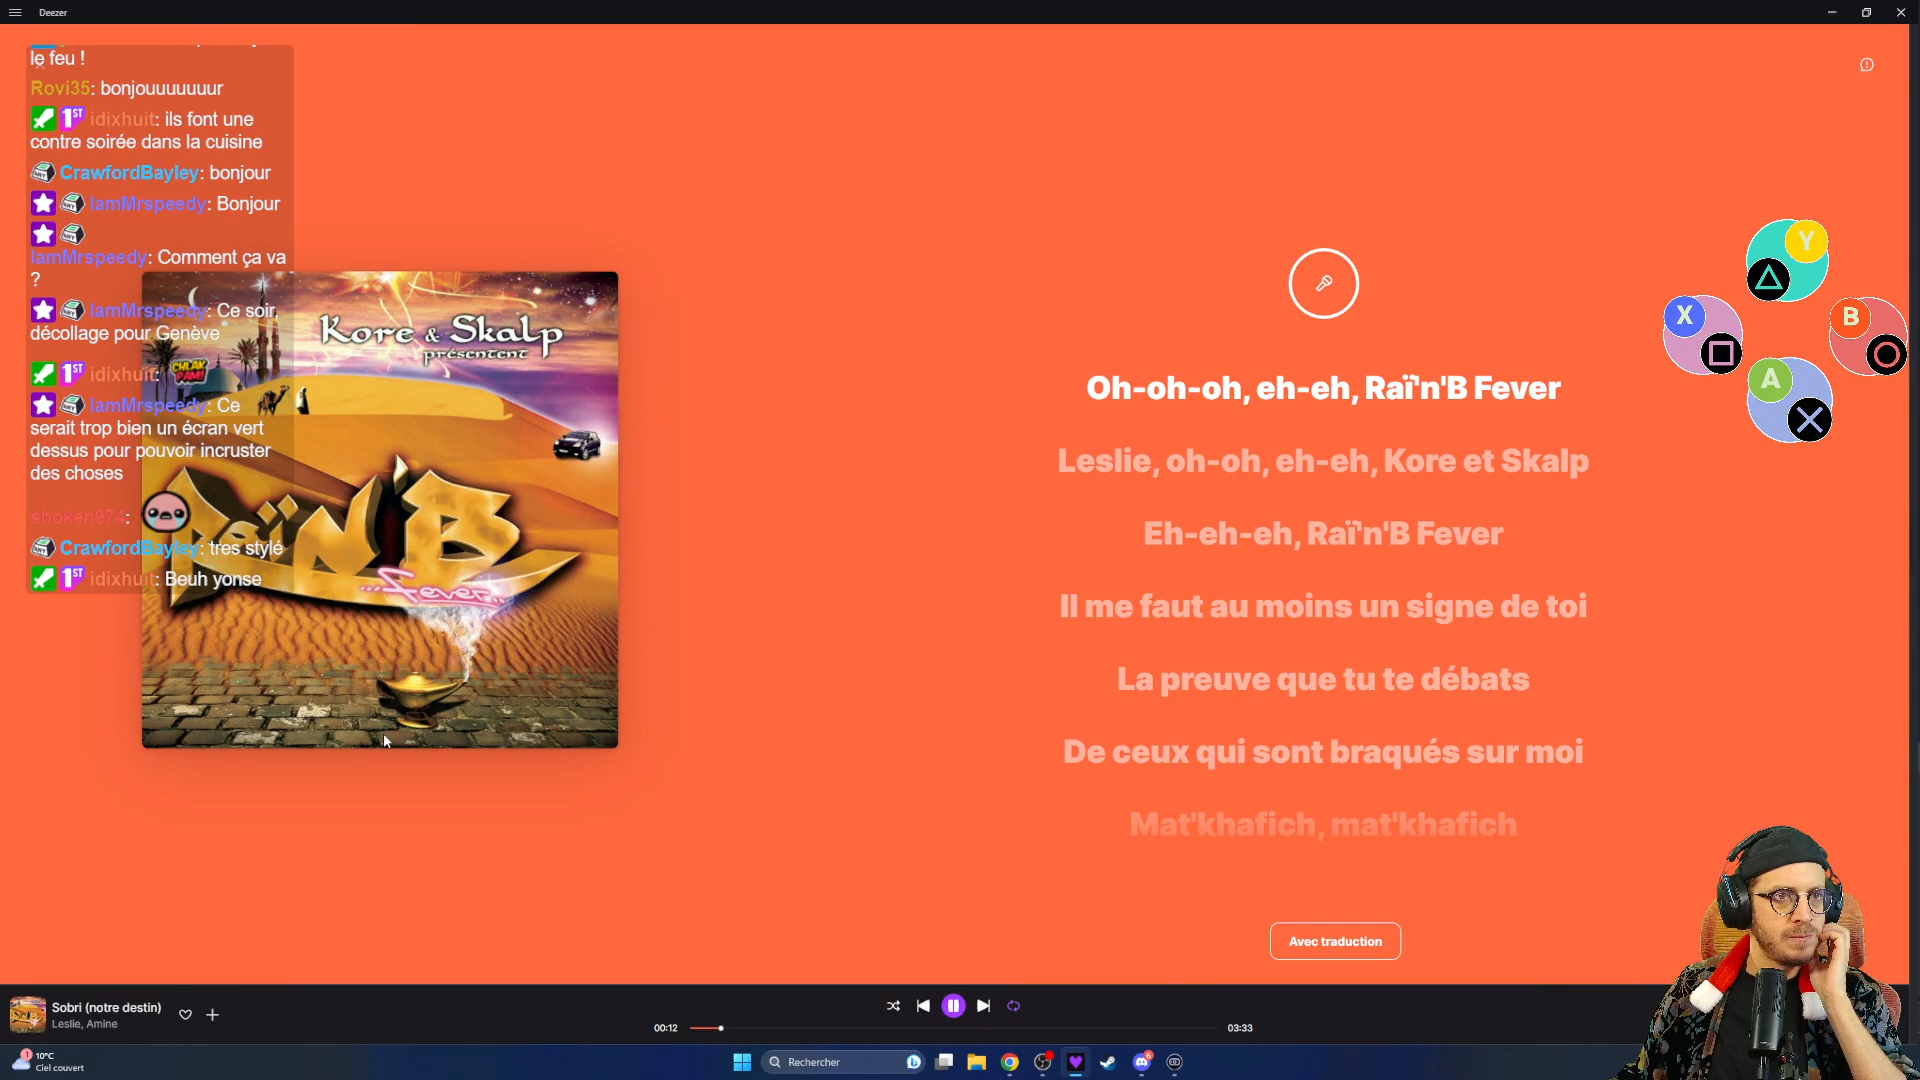 Deezer
le feu !
Rovi35: bonjouuuuuuur
1ST idixhuit: ils font une
contre soirée dans la cuisine
CrawfordBayley: bonjour
IamMrspeedy: Bonjour
IamMrspeedy: Comment ça va
?
IamMrspeedy: Ce soir,
décollage pour Genève
1ST idixhuit: CHLAK PAM!
IamMrspeedy: Ce
serait trop bien un écran vert
dessus pour pouvoir incruster
des choses
shoken974:
CrawfordBayley: tres stylé
1ST idixhuit: Beuh yonse
Kore & Skalp
présentent
Raï'N'B
...Fever...
Oh-oh-oh, eh-eh, Raï'n'B Fever
Leslie, oh-oh, eh-eh, Kore et Skalp
Eh-eh-eh, Raï'n'B Fever
Il me faut au moins un signe de toi
La preuve que tu te débats
De ceux qui sont braqués sur moi
Mat'khafich, mat'khafich
Avec traduction
Y
X
B
A
Sobri (notre destin)
Leslie, Amine
00:12
03:33
1
10°C
Ciel couvert
Rechercher
6